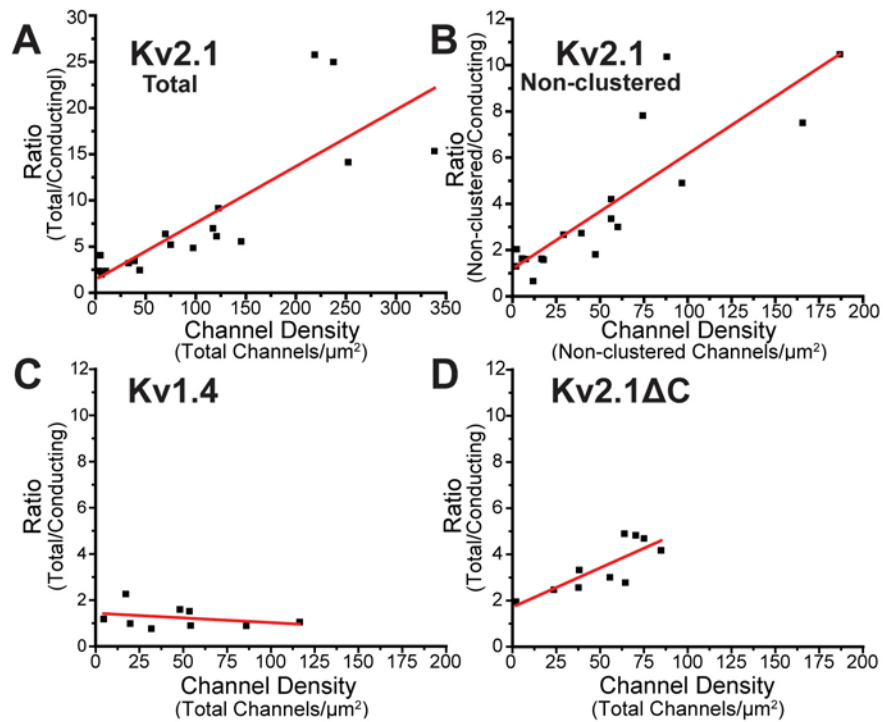 A
Kv2.1
Total
Ratio
(Total/Conductingl)
30
25
20
15
10
5
0
0 50 100 150 200 250 300 350
Channel Density
(Total Channels/µm²)
B
Kv2.1
Non-clustered
Ratio
(Non-clustered/Conducting)
12
10
8
6
4
2
0
0 25 50 75 100 125 150 175 200
Channel Density
(Non-clustered Channels/µm²)
C
Kv1.4
Ratio
(Total/Conducting)
12
10
8
6
4
2
0
0 25 50 75 100 125 150 175 200
Channel Density
(Total Channels/µm²)
D
Kv2.1ΔC
Ratio
(Total/Conducting)
12
10
8
6
4
2
0
0 25 50 75 100 125 150 175 200
Channel Density
(Total Channels/µm²)